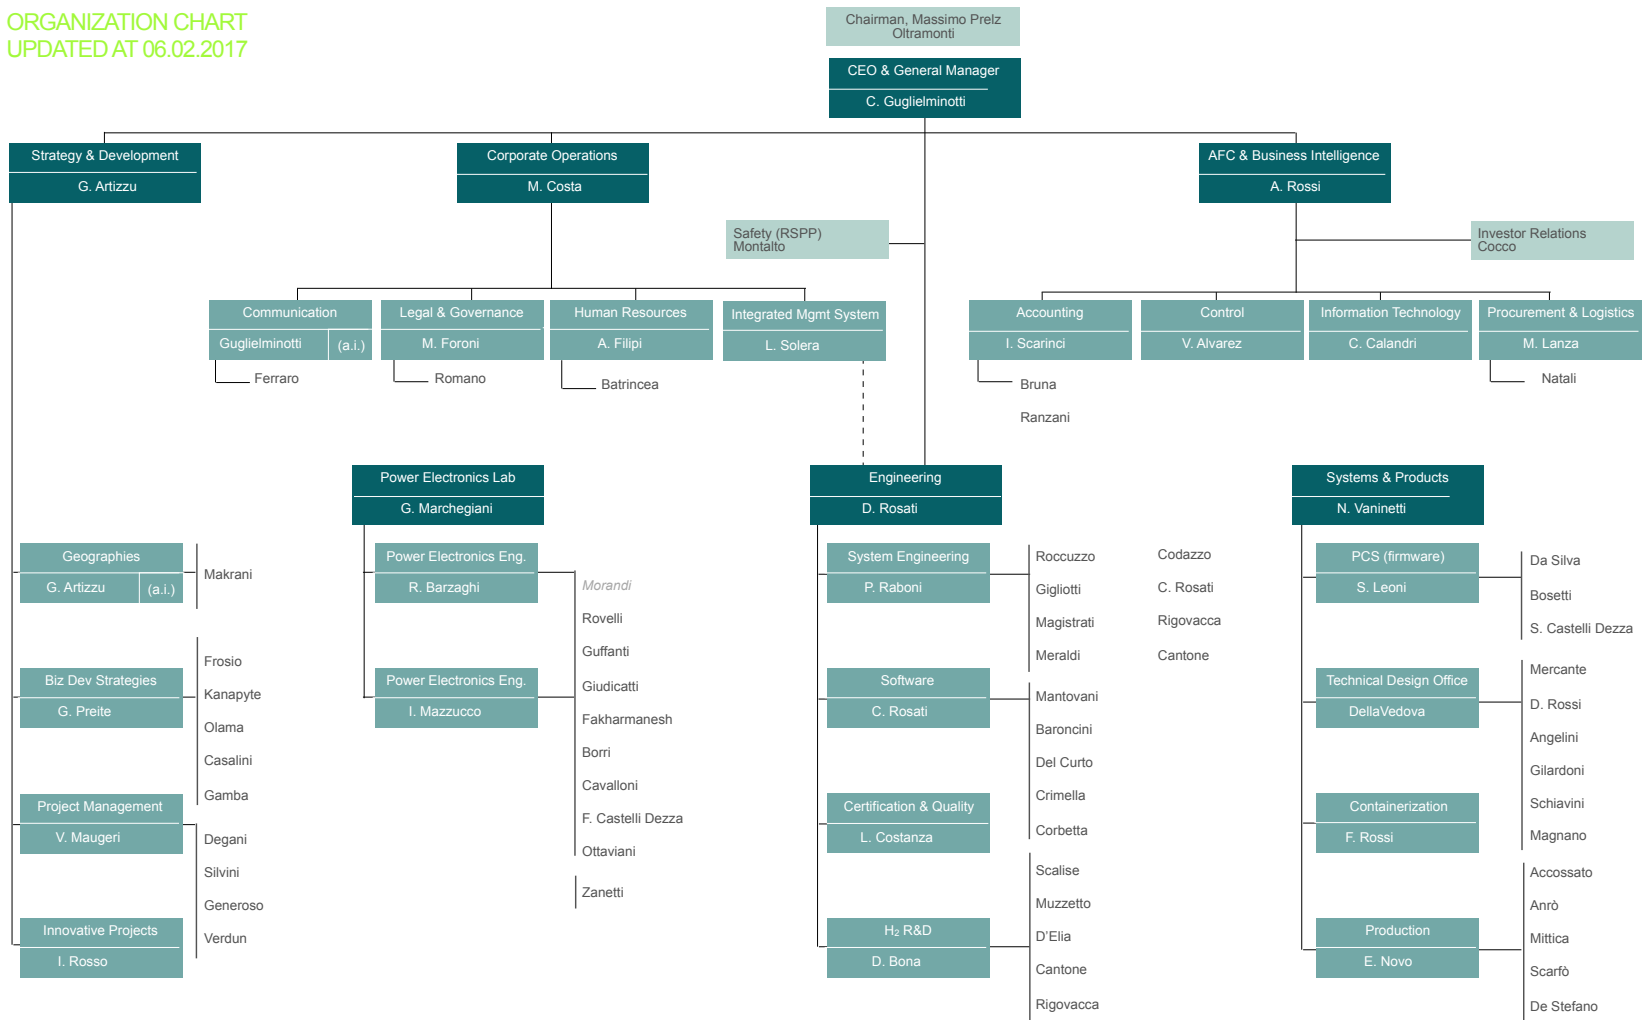 ORGANIZATION CHART
UPDATED AT 06.02.2017
Chairman, Massimo Prelz
Oltramonti
CEO & General Manager
C. Guglielminotti
Strategy & Development
G. Artizzu
Corporate Operations
M. Costa
AFC & Business Intelligence
A. Rossi
Safety (RSPP)
Montalto
Investor Relations
Cocco
Communication
Guglielminotti (a.i.)
Ferraro
Legal & Governance
M. Foroni
Romano
Human Resources
A. Filipi
Batrincea
Integrated Mgmt System
L. Solera
Accounting
I. Scarinci
Bruna
Ranzani
Control
V. Alvarez
Information Technology
C. Calandri
Procurement & Logistics
M. Lanza
Natali
Geographies
G. Artizzu (a.i.)
Makrani
Biz Dev Strategies
G. Preite
Frosio
Kanapyte
Olama
Casalini
Gamba
Project Management
V. Maugeri
Degani
Silvini
Generoso
Verdun
Innovative Projects
I. Rosso
Power Electronics Lab
G. Marchegiani
Power Electronics Eng.
R. Barzaghi
Power Electronics Eng.
I. Mazzucco
Morandi
Rovelli
Guffanti
Giudicatti
Fakharmanesh
Borri
Cavalloni
F. Castelli Dezza
Ottaviani
Zanetti
Engineering
D. Rosati
System Engineering
P. Raboni
Roccuzzo
Gigliotti
Magistrati
Meraldi
Codazzo
C. Rosati
Rigovacca
Cantone
Software
C. Rosati
Mantovani
Baroncini
Del Curto
Crimella
Corbetta
Certification & Quality
L. Costanza
H2 R&D
D. Bona
Scalise
Muzzetto
D'Elia
Cantone
Rigovacca
Systems & Products
N. Vaninetti
PCS (firmware)
S. Leoni
Da Silva
Bosetti
S. Castelli Dezza
Technical Design Office
DellaVedova
Mercante
D. Rossi
Angelini
Gilardoni
Schiavini
Magnano
Containerization
F. Rossi
Production
E. Novo
Accossato
Anrò
Mittica
Scarfò
De Stefano